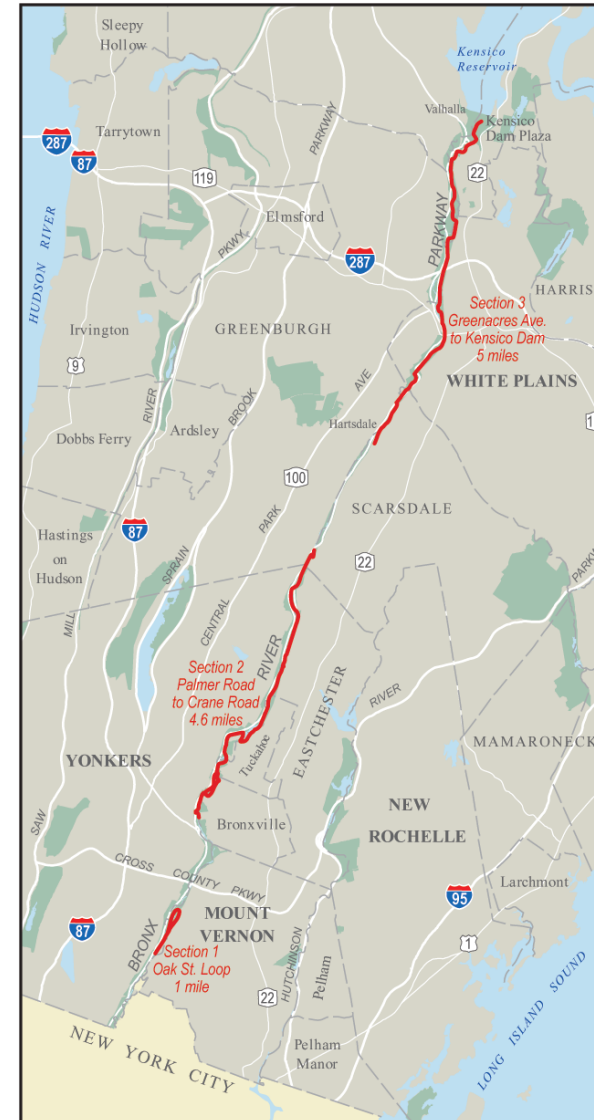 Sleepy
Hollow
Kensico
Reservoir
Valhalla
Kensico
Dam Plaza
Tarrytown
287
87
119
22
PARKWAY
Elmsford
PKWY
PARKWAY
287
HUDSON RIVER
HARRIS
Section 3
Greenacres Ave.
to Kensico Dam
5 miles
Irvington
GREENBURGH
9
RIVER
BROOK
AVE
WHITE PLAINS
Dobbs Ferry
Ardsley
Hartsdale
1
100
PARK
SCARSDALE
87
Hastings
on
Hudson
SPRAIN
22
MILL
CENTRAL
PARKW
Section 2
Palmer Road
to Crane Road
4.6 miles
RIVER
EASTCHESTER
RIVER
Tuckahoe
MAMARONECK
YONKERS
NEW
ROCHELLE
SAW
Bronxville
CROSS COUNTY PKWY
Larchmont
95
MOUNT
VERNON
87
BRONX
Section 1
Oak St. Loop
1 mile
1
HUTCHINSON
Pelham
22
Pelham
Manor
NEW YORK CITY
LONG ISLAND SOUND